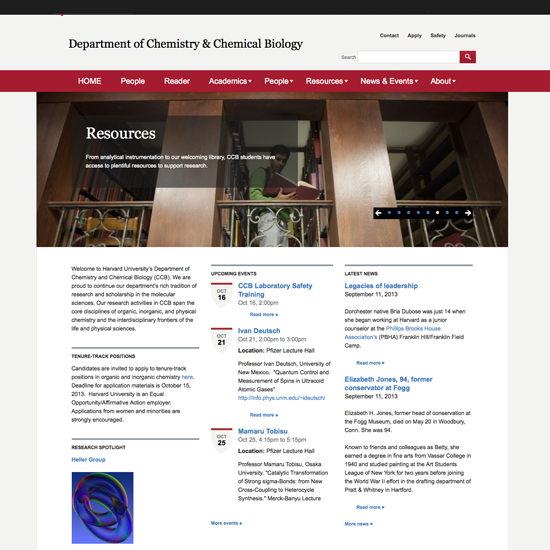 Department of Chemistry & Chemical Biology
Contact Apply Safety Journals
Search
HOME People Reader Academics People Resources News & Events About
Resources
From analytical instrumentation to our welcoming library, CCB students have
access to plentiful resources to support research.
Welcome to Harvard University's Department of
Chemistry and Chemical Biology (CCB). We are
proud to continue our department's rich tradition of
research and scholarship in the molecular
sciences. Our research activities in CCB span the
core disciplines of organic, inorganic, and physical
chemistry and the interdisciplinary frontiers of the
life and physical sciences.
TENURE-TRACK POSITIONS
Candidates are invited to apply to tenure-track
positions in organic and inorganic chemistry here.
Deadline for application materials is October 15,
2013. Harvard University is an Equal
Opportunity/Affirmative Action employer.
Applications from women and minorities are
strongly encouraged.
RESEARCH SPOTLIGHT
Heller Group
UPCOMING EVENTS
OCT
16
CCB Laboratory Safety
Training
Oct 16, 2:00pm
Read more »
OCT
21
Ivan Deutsch
Oct 21, 2:00pm to 3:00pm
Location: Pfizer Lecture Hall
Professor Ivan Deutsch, University of
New Mexico, "Quantum Control and
Measurement of Spins in Ultracold
Atomic Gases"
http://info.phys.unm.edu/~ideutsch/
Read more »
OCT
25
Mamaru Tobisu
Oct 25, 4:15pm to 5:15pm
Location: Pfizer Lecture Hall
Professor Mamaru Tobisu, Osaka
University. "Catalytic Transformation
of Strong sigma-Bonds: from New
Cross-Coupling to Heterocycle
Synthesis." Merck-Banyu Lecture
More events »
LATEST NEWS
Legacies of leadership
September 11, 2013
Dorchester native Bria Dubose was just 14 when
she began working at Harvard as a junior
counselor at the Phillips Brooks House
Association's (PBHA) Franklin Hill/Franklin Field
Camp.
Read more »
Elizabeth Jones, 94, former
conservator at Fogg
September 11, 2013
Elizabeth H. Jones, former head of conservation at
the Fogg Museum, died on May 20 in Woodbury,
Conn. She was 94.
Known to friends and colleagues as Betty, she
earned a degree in fine arts from Vassar College in
1940 and studied painting at the Art Students
League of New York for two years before joining
the World War II effort in the drafting department of
Pratt & Whitney in Hartford.
Read more »
More news »